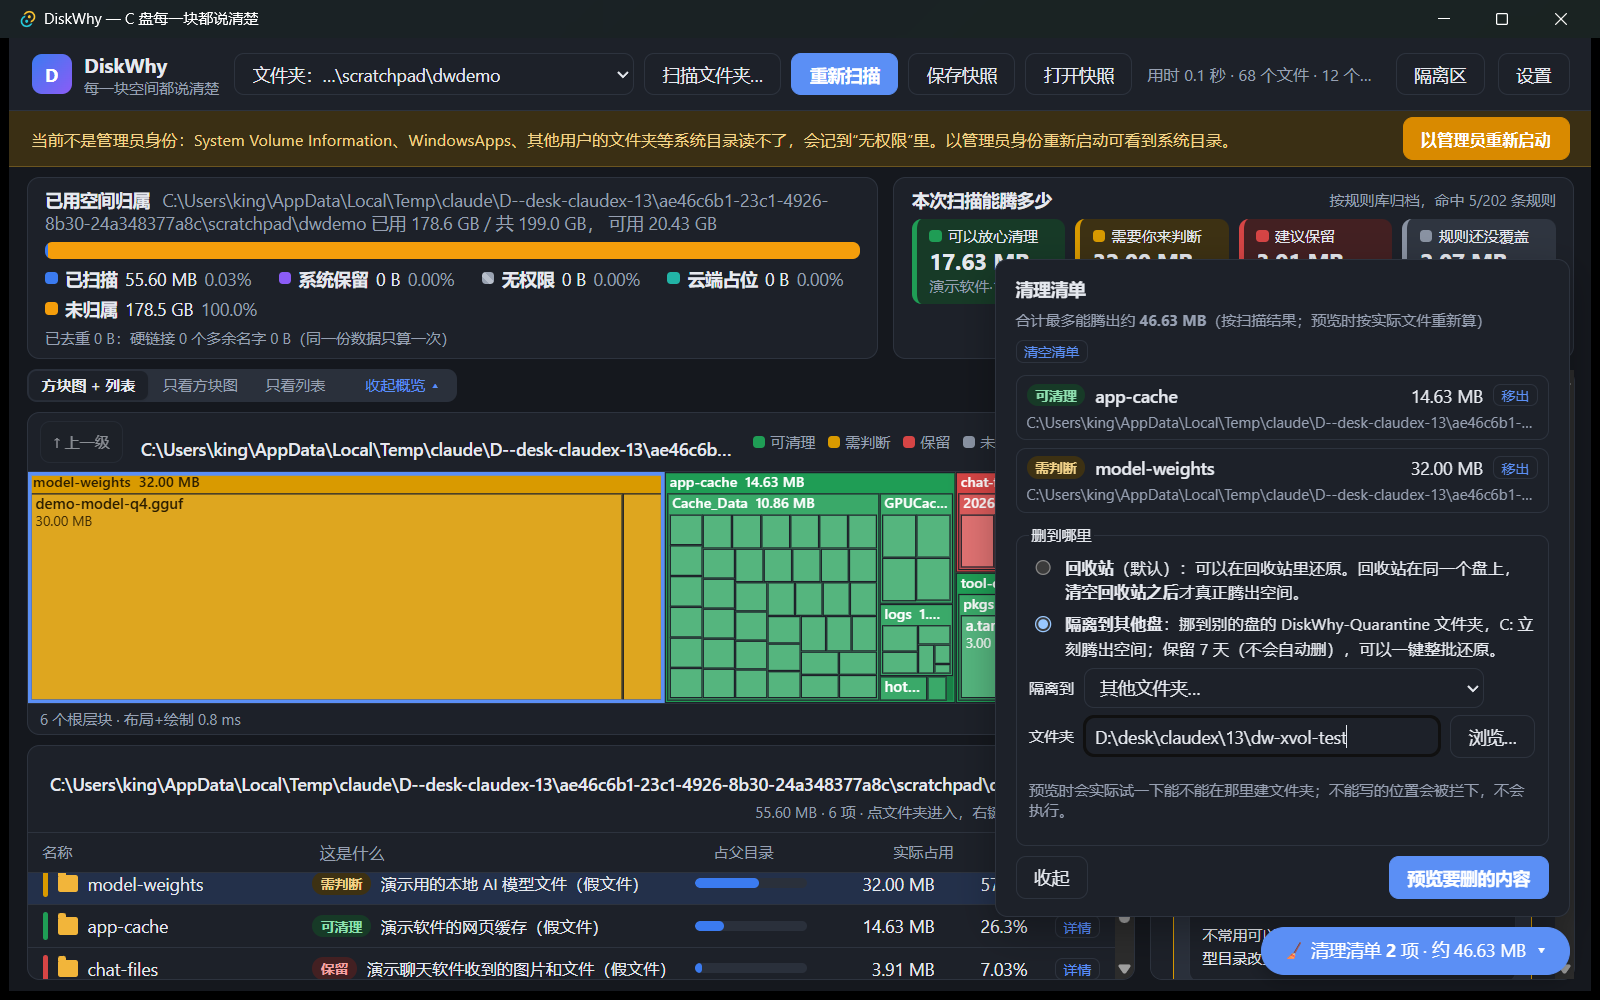 DiskWhy — C 盘每一块都说清楚
D
DiskWhy
每一块空间都说清楚
文件夹：...\scratchpad\dwdemo
扫描文件夹...
重新扫描
保存快照
打开快照
用时 0.1 秒 · 68 个文件 · 12 个...
隔离区
设置
当前不是管理员身份：System Volume Information、WindowsApps、其他用户的文件夹等系统目录读不了，会记到“无权限”里。以管理员身份重新启动可看到系统目录。
以管理员重新启动
已用空间归属 C:\Users\king\AppData\Local\Temp\claude\D--desk-claudex-13\ae46c6b1-23c1-4926-
8b30-24a348377a8c\scratchpad\dwdemo 已用 178.6 GB / 共 199.0 GB，可用 20.43 GB
已扫描 55.60 MB 0.03%
系统保留 0 B 0.00%
无权限 0 B 0.00%
云端占位 0 B 0.00%
未归属 178.5 GB 100.0%
已去重 0 B：硬链接 0 个多余名字 0 B（同一份数据只算一次）
本次扫描能腾多少
按规则库归档，命中 5/202 条规则
可以放心清理
17.63 MB
演示软件·
需要你来判断
32.00 MB
建议保留
3.91 MB
规则还没覆盖
2.07 MB
方块图 + 列表
只看方块图
只看列表
收起概览 ▲
↑ 上一级
C:\Users\king\AppData\Local\Temp\claude\D--desk-claudex-13\ae46c6b...
可清理
需判断
保留
未
model-weights 32.00 MB
demo-model-q4.gguf
30.00 MB
app-cache 14.63 MB
Cache_Data 10.86 MB
GPUCac...
logs 1....
hot...
chat-
2026
tool-
pkgs
a.tar
3.00
6 个根层块 · 布局+绘制 0.8 ms
C:\Users\king\AppData\Local\Temp\claude\D--desk-claudex-13\ae46c6b1-23c1-4926-8b30-24a348377a8c\scratchpad\d
55.60 MB · 6 项 · 点文件夹进入，右键
名称
这是什么
占父目录
实际占用
model-weights
需判断
演示用的本地 AI 模型文件（假文件）
32.00 MB
57
app-cache
可清理
演示软件的网页缓存（假文件）
14.63 MB
26.3%
详情
chat-files
保留
演示聊天软件收到的图片和文件（假文件）
3.91 MB
7.03%
详情
清理清单
合计最多能腾出约 46.63 MB（按扫描结果；预览时按实际文件重新算）
清空清单
可清理
app-cache
14.63 MB
移出
C:\Users\king\AppData\Local\Temp\claude\D--desk-claudex-13\ae46c6b1-...
需判断
model-weights
32.00 MB
移出
C:\Users\king\AppData\Local\Temp\claude\D--desk-claudex-13\ae46c6b1-...
删到哪里
回收站（默认）：可以在回收站里还原。回收站在同一个盘上，
清空回收站之后才真正腾出空间。
隔离到其他盘：挪到别的盘的 DiskWhy-Quarantine 文件夹，C: 立
刻腾出空间；保留 7 天（不会自动删），可以一键整批还原。
隔离到
其他文件夹...
文件夹
D:\desk\claudex\13\dw-xvol-test
浏览...
预览时会实际试一下能不能在那里建文件夹；不能写的位置会被拦下，不会
执行。
收起
预览要删的内容
不常用可以
型目录改
清理清单 2 项 · 约 46.63 MB ▼